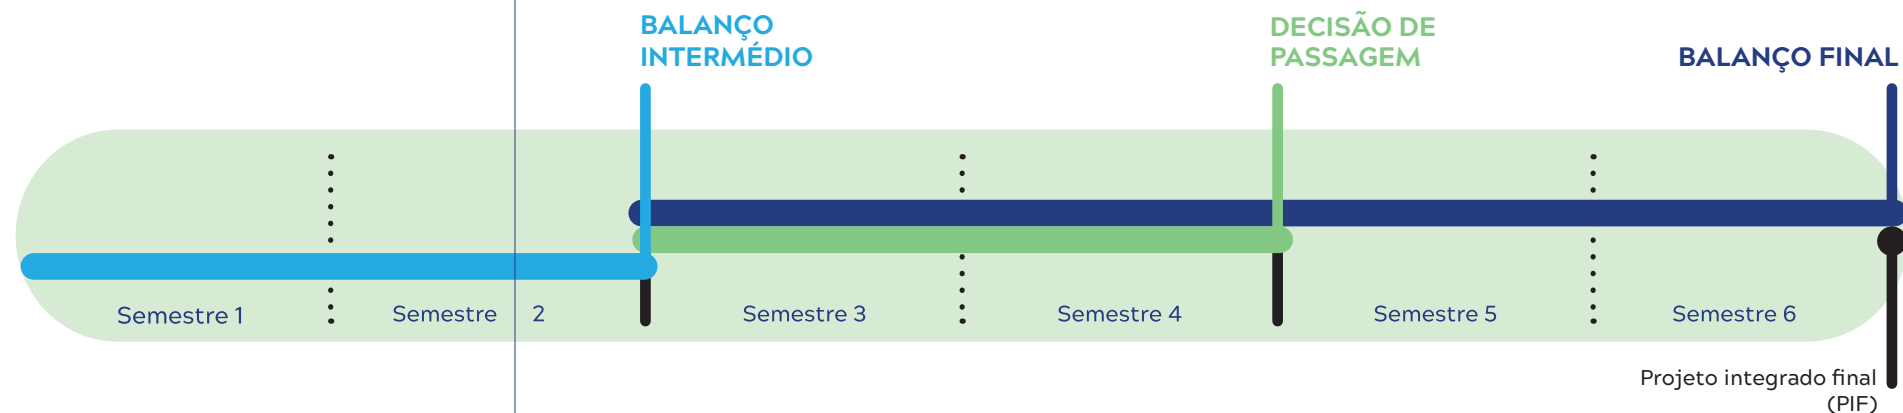 BALANÇO
INTERMÉDIO
DECISÃO DE
PASSAGEM
BALANÇO FINAL
Semestre 1
Semestre 2
Semestre 3
Semestre 4
Semestre 5
Semestre 6
Projeto integrado final
(PIF)